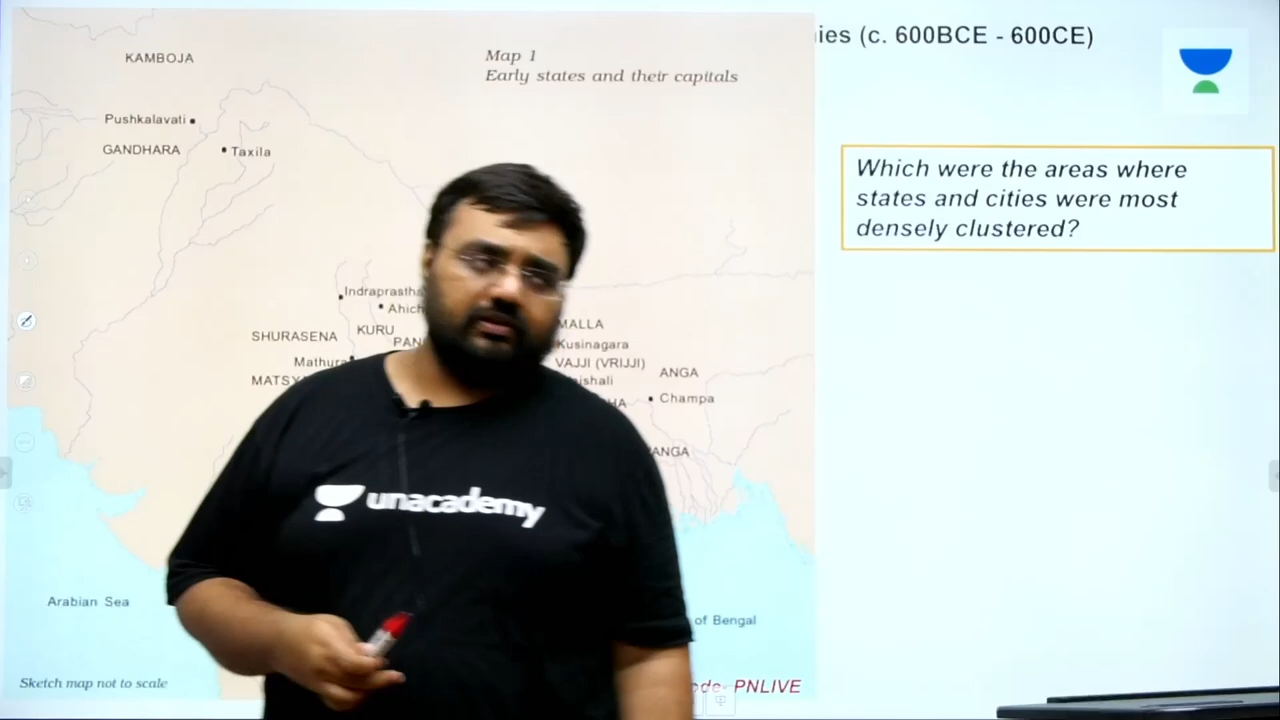 KAMBOJA
Map 1
Early states and their capitals
(c. 600BCE - 600CE)
Pushkalavati
GANDHARA
Taxila
Which were the areas where
states and cities were most
densely clustered?
Indraprastha
MALLA
SHURASENA
KURU
Kusinagara
VAJJI (VRIJJI)
Mathura
ANGA
Champa
unacademy
Arabian Sea
of Bengal
Sketch map not to scale
PNLIVE